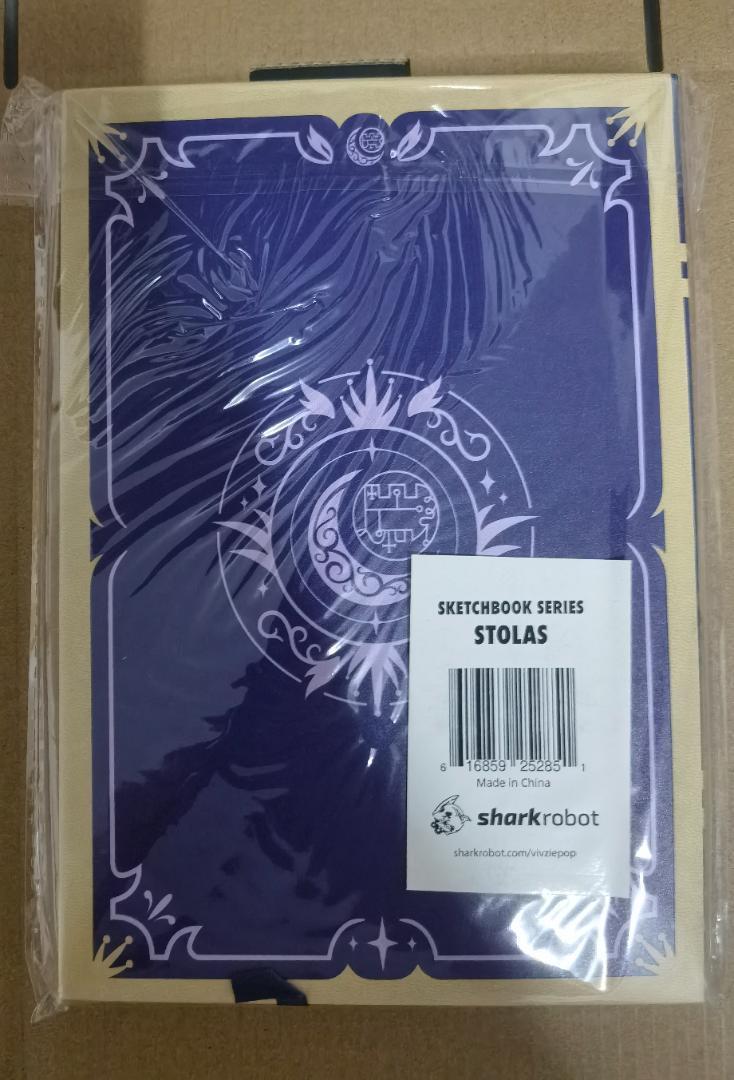 SKETCHBOOK SERIES
STOLAS
6 16859 25285 1
Made in China
sharkrobot
sharkrobot.com/vivziepop